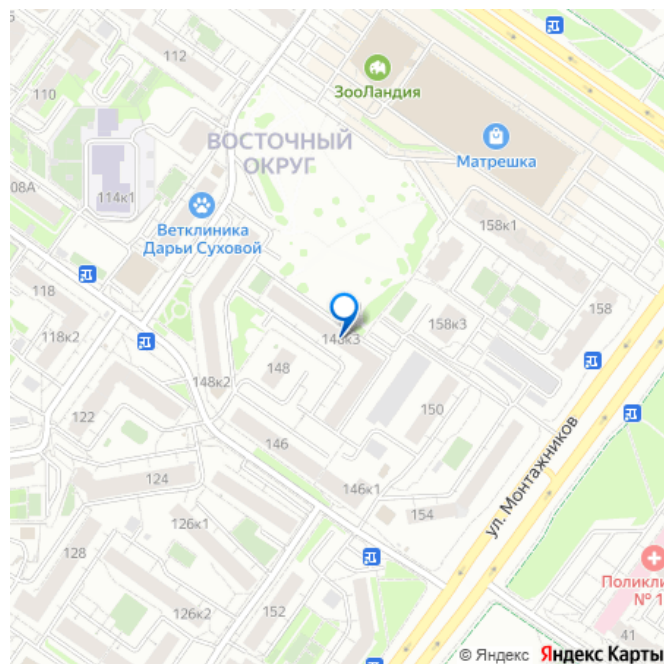 112
ЗооЛандия
110
ВОСТОЧНЫЙ
ОКРУГ
Матрешка
08А
114к1
158к1
Ветклиника
Дарьи Суховой
118
158
118к2
158к3
148к3
148
148к2
122
150
146
ул. Монтажников
124
146к1
154
126к1
128
Поликли
№ 1
126к2
152
41
© Яндекс Яндекс Карты